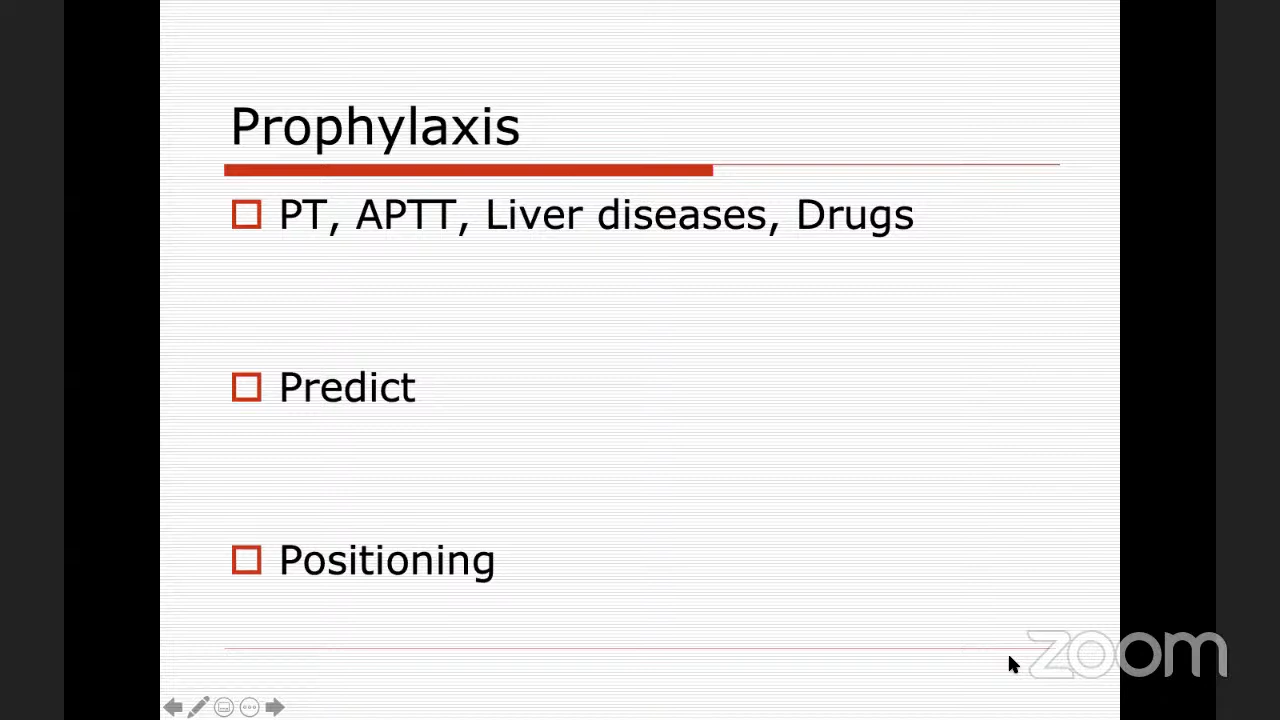 Prophylaxis
PT, APTT, Liver diseases, Drugs
Predict
Positioning
zoom